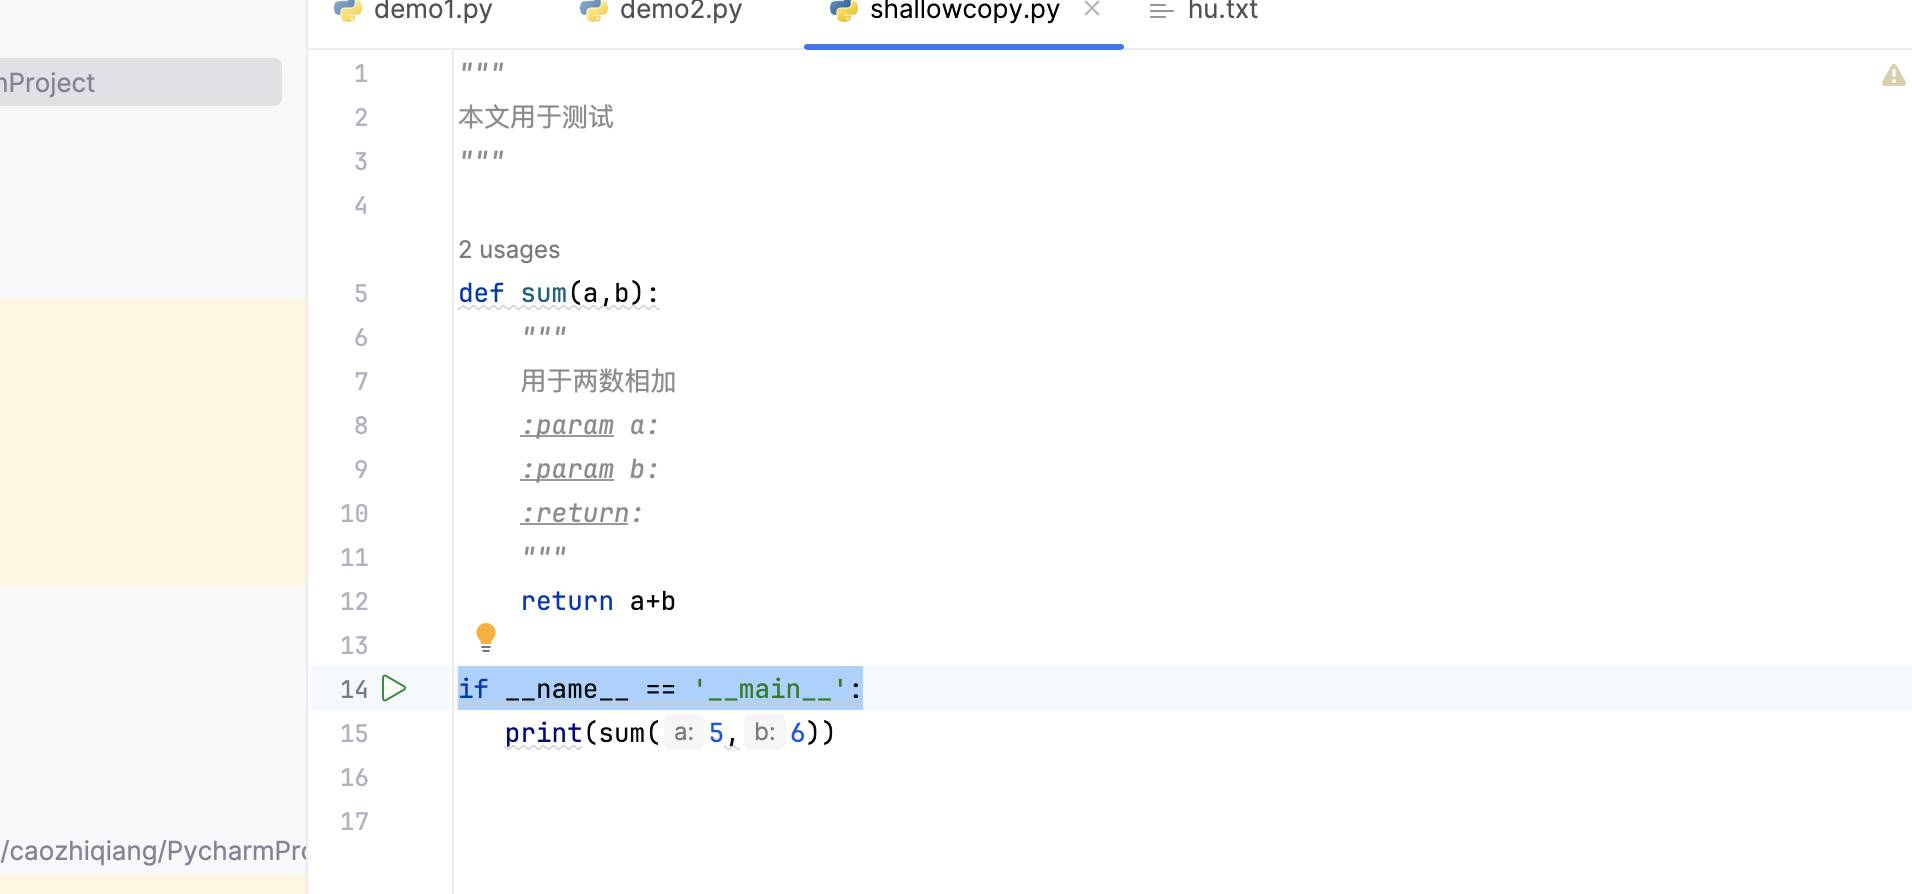 demo1.py demo2.py shallowcopy.py hu.txt
nProject
1 """
2 本文用于测试
3 """
4
2 usages
5 def sum(a,b):
6 """
7 用于两数相加
8 :param a:
9 :param b:
10 :return:
11 """
12 return a+b
13
14 if __name__ == '__main__':
15 print(sum( a: 5, b: 6))
16
17
/caozhiqiang/PycharmPro